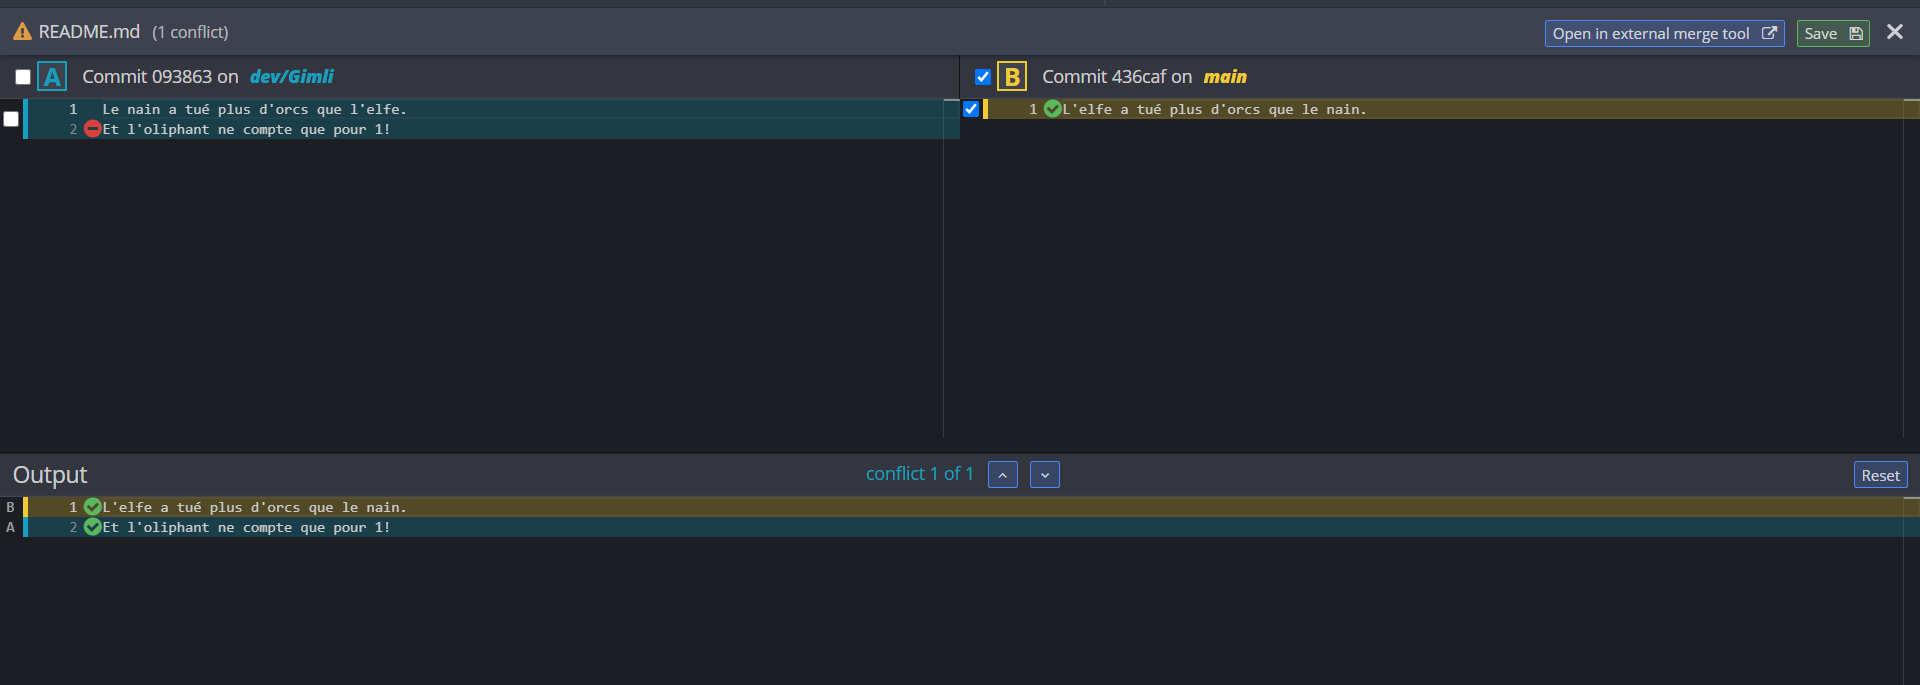 README.md (1 conflict)
Open in external merge tool Save
A Commit 093863 on dev/Gimli
B Commit 436caf on main
1 Le nain a tué plus d'orcs que l'elfe.
2 Et l'oliphant ne compte que pour 1!
1 L'elfe a tué plus d'orcs que le nain.
Output conflict 1 of 1 Reset
B 1 L'elfe a tué plus d'orcs que le nain.
A 2 Et l'oliphant ne compte que pour 1!